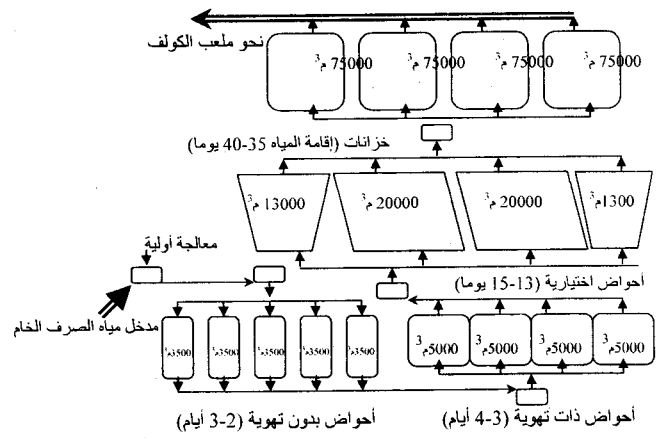 نحو ملعب الكولف
75000 م3 75000 م3 75000 م3 75000 م3
خزانات (إقامة المياه 35-40 يوما)
13000 م3 20000 م3 20000 م3 1300م3
معالجة أولية
أحواض اختيارية (13-15 يوما)
مدخل مياه الصرف الخام
3500م3 3500م3 3500م3 3500م3 3500م3
5000م3 5000م3 5000م3 5000م3
أحواض بدون تهوية (2-3 أيام)
أحواض ذات تهوية (3-4 أيام)